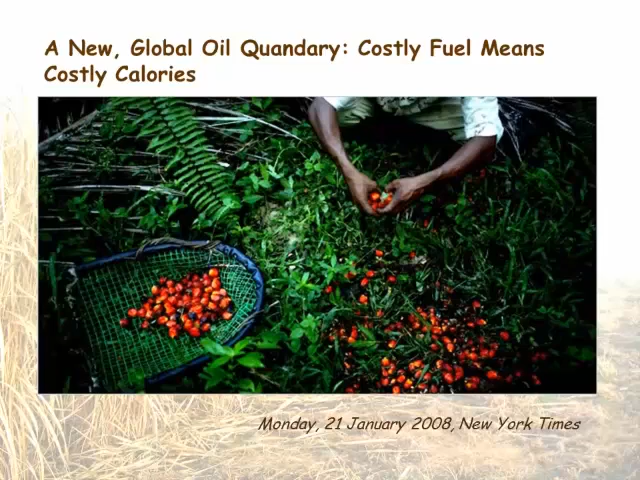 A New, Global Oil Quandary: Costly Fuel Means
Costly Calories
Monday, 21 January 2008, New York Times